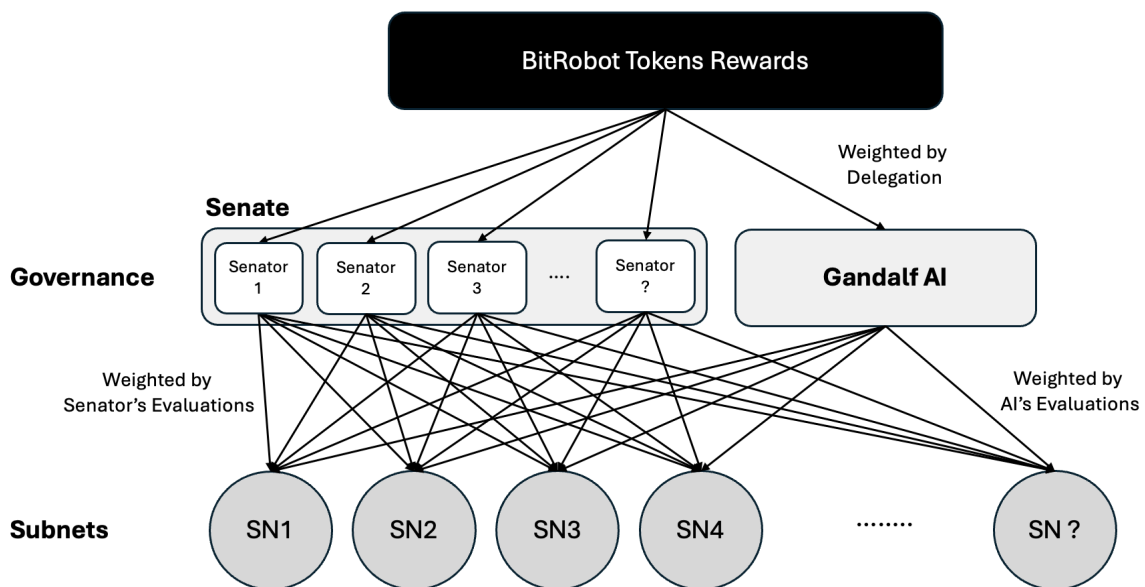 BitRobot Tokens Rewards
Weighted by
Delegation
Senate
Governance
Senator
1
Senator
2
Senator
3
....
Senator
?
Gandalf AI
Weighted by
Senator’s Evaluations
Weighted by
AI’s Evaluations
Subnets
SN1
SN2
SN3
SN4
........
SN ?